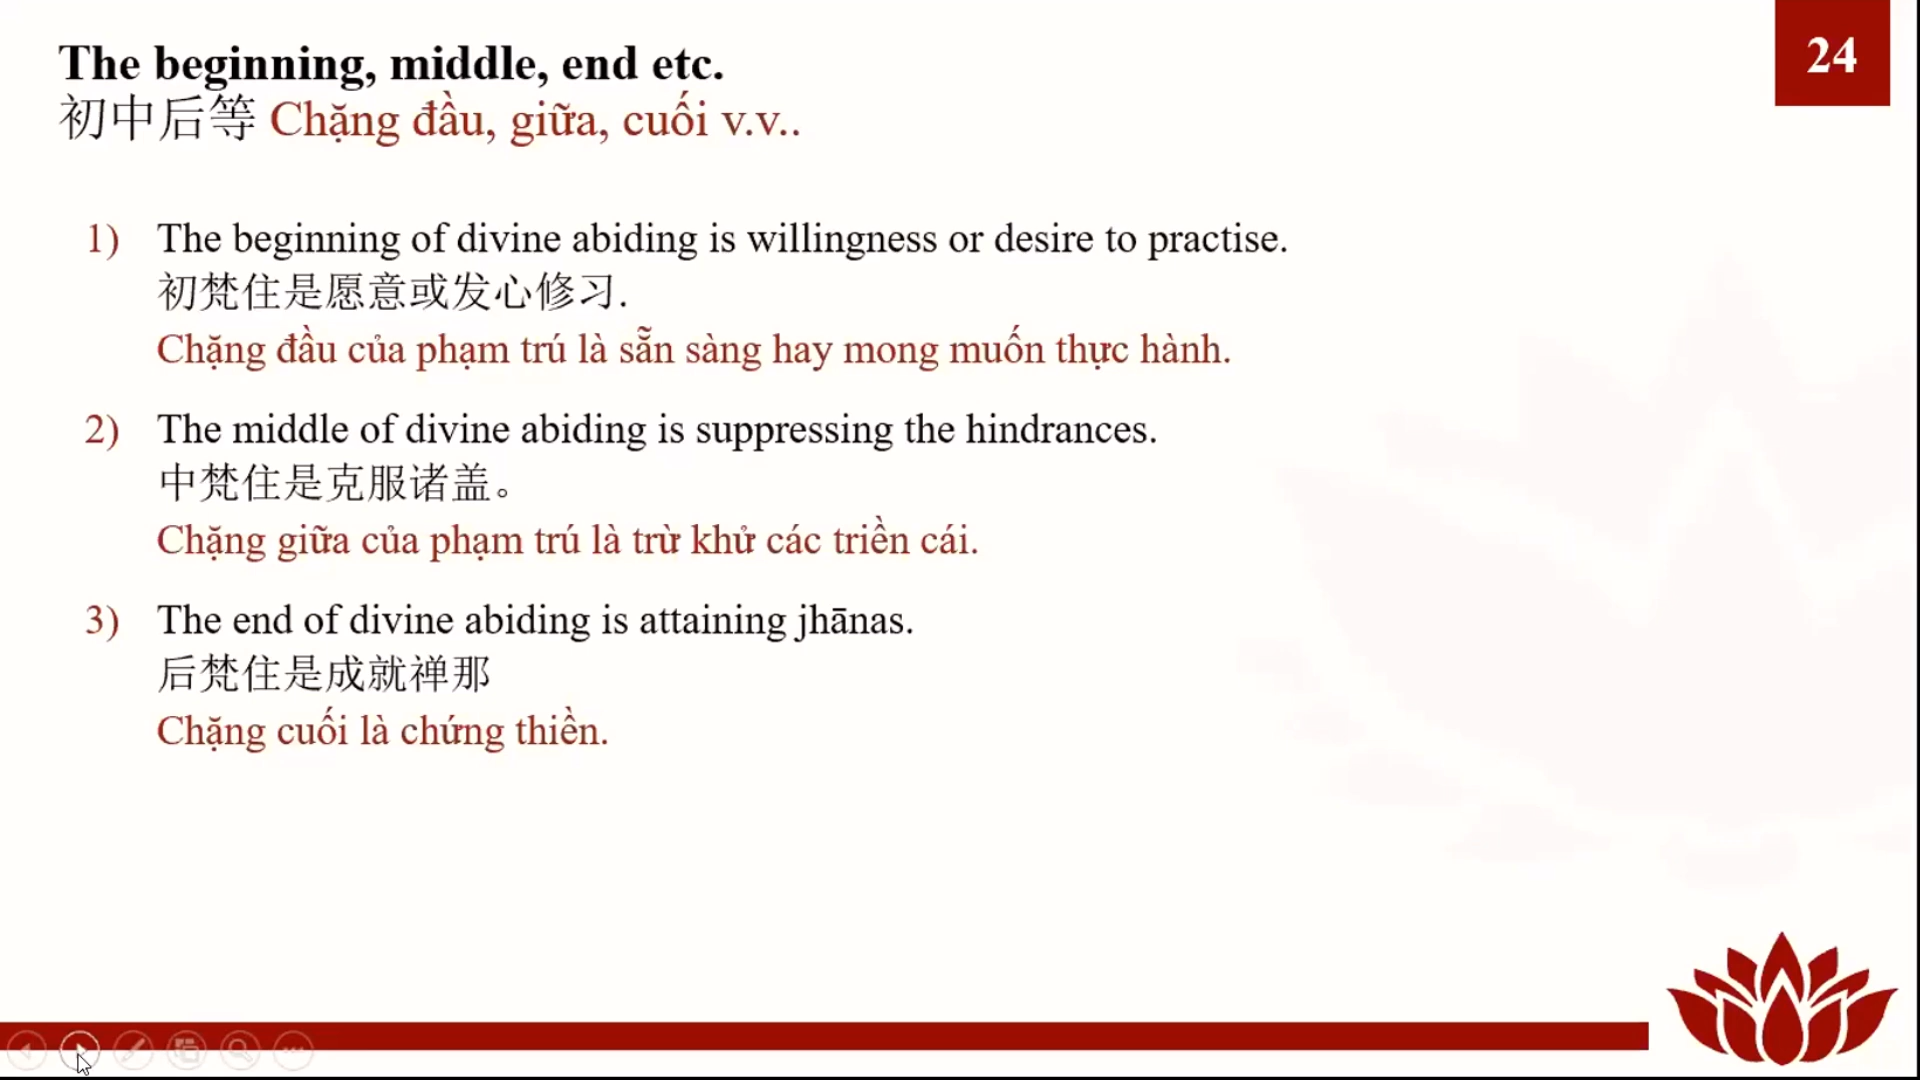 The beginning, middle, end etc.
初中后等 Chặng đầu, giữa, cuối v.v..
24
1) The beginning of divine abiding is willingness or desire to practise.
初梵住是愿意或发心修习.
Chặng đầu của phạm trú là sẵn sàng hay mong muốn thực hành.
2) The middle of divine abiding is suppressing the hindrances.
中梵住是克服诸盖。
Chặng giữa của phạm trú là trừ khử các triền cái.
3) The end of divine abiding is attaining jhānas.
后梵住是成就禅那
Chặng cuối là chứng thiền.